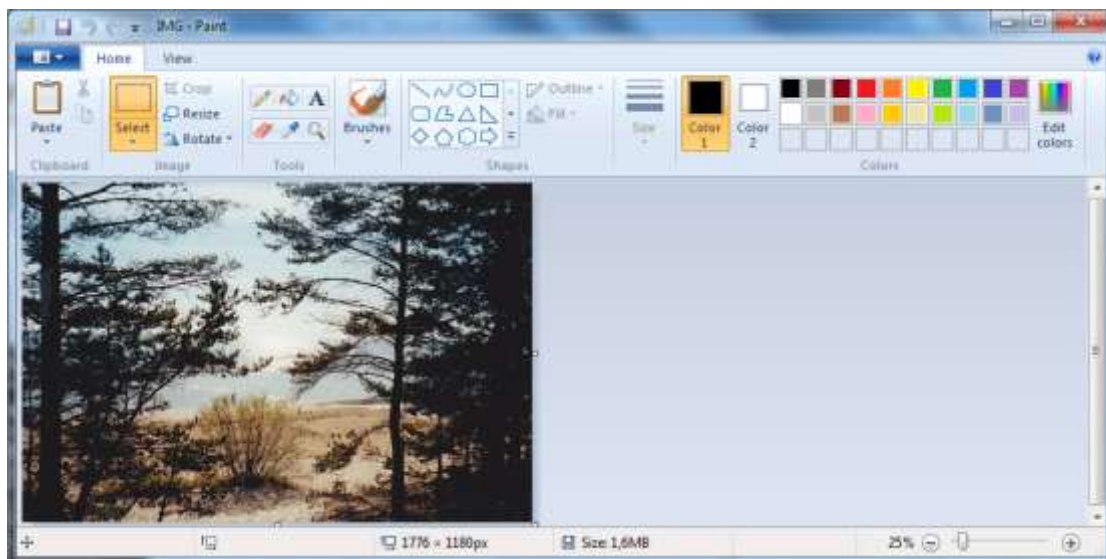 IMG - Paint
Home View
Paste
Select
Crop
Resize
Rotate
A
Brushes
Outline
Fill
Size
Color 1
Color 2
Edit colors
Clipboard
Image
Tools
Shapes
Colors
1776 × 1180px
Size: 1,6MB
25%